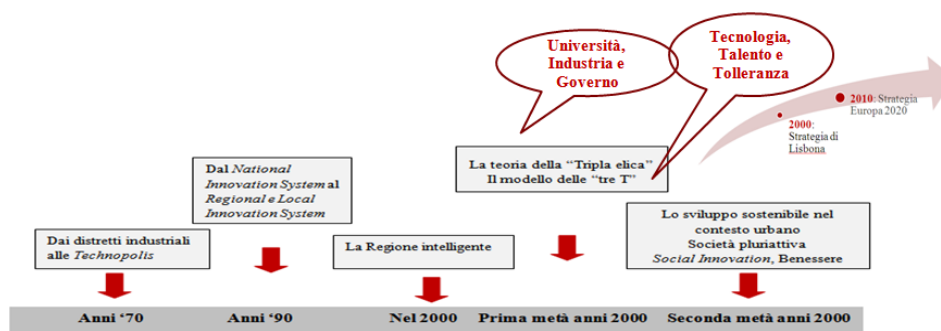 Università,
Industria e
Governo
Tecnologia,
Talento e
Tolleranza
2010: Strategia
Europa 2020
2000:
Strategia di
Lisbona
Dal National
Innovation System al
Regional e Local
Innovation System
La teoria della “Tripla elica”
Il modello delle “tre T”
Dai distretti industriali
alle Technopolis
La Regione intelligente
Lo sviluppo sostenibile nel
contesto urbano
Società pluriattiva
Social Innovation, Benessere
Anni ‘70
Anni ‘90
Nel 2000
Prima metà anni 2000
Seconda metà anni 2000